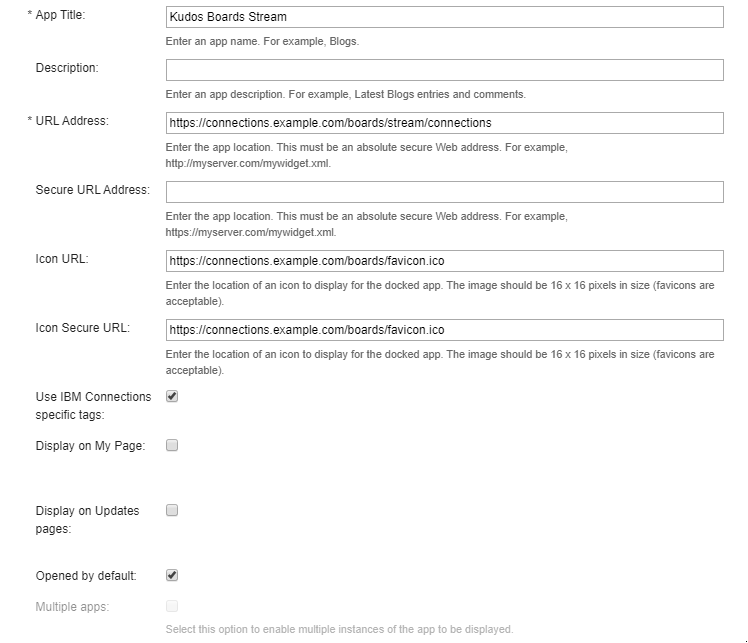 * App Title: Kudos Boards Stream
Enter an app name. For example, Blogs.
Description:
Enter an app description. For example, Latest Blogs entries and comments.
* URL Address: https://connections.example.com/boards/stream/connections
Enter the app location. This must be an absolute secure Web address. For example,
http://myserver.com/mywidget.xml.
Secure URL Address:
Enter the app location. This must be an absolute secure Web address. For example,
https://myserver.com/mywidget.xml.
Icon URL: https://connections.example.com/boards/favicon.ico
Enter the location of an icon to display for the docked app. The image should be 16 x 16 pixels in size (favicons are
acceptable).
Icon Secure URL: https://connections.example.com/boards/favicon.ico
Enter the location of an icon to display for the docked app. The image should be 16 x 16 pixels in size (favicons are
acceptable).
Use IBM Connections
specific tags:
Display on My Page:
Display on Updates
pages:
Opened by default:
Multiple apps:
Select this option to enable multiple instances of the app to be displayed.